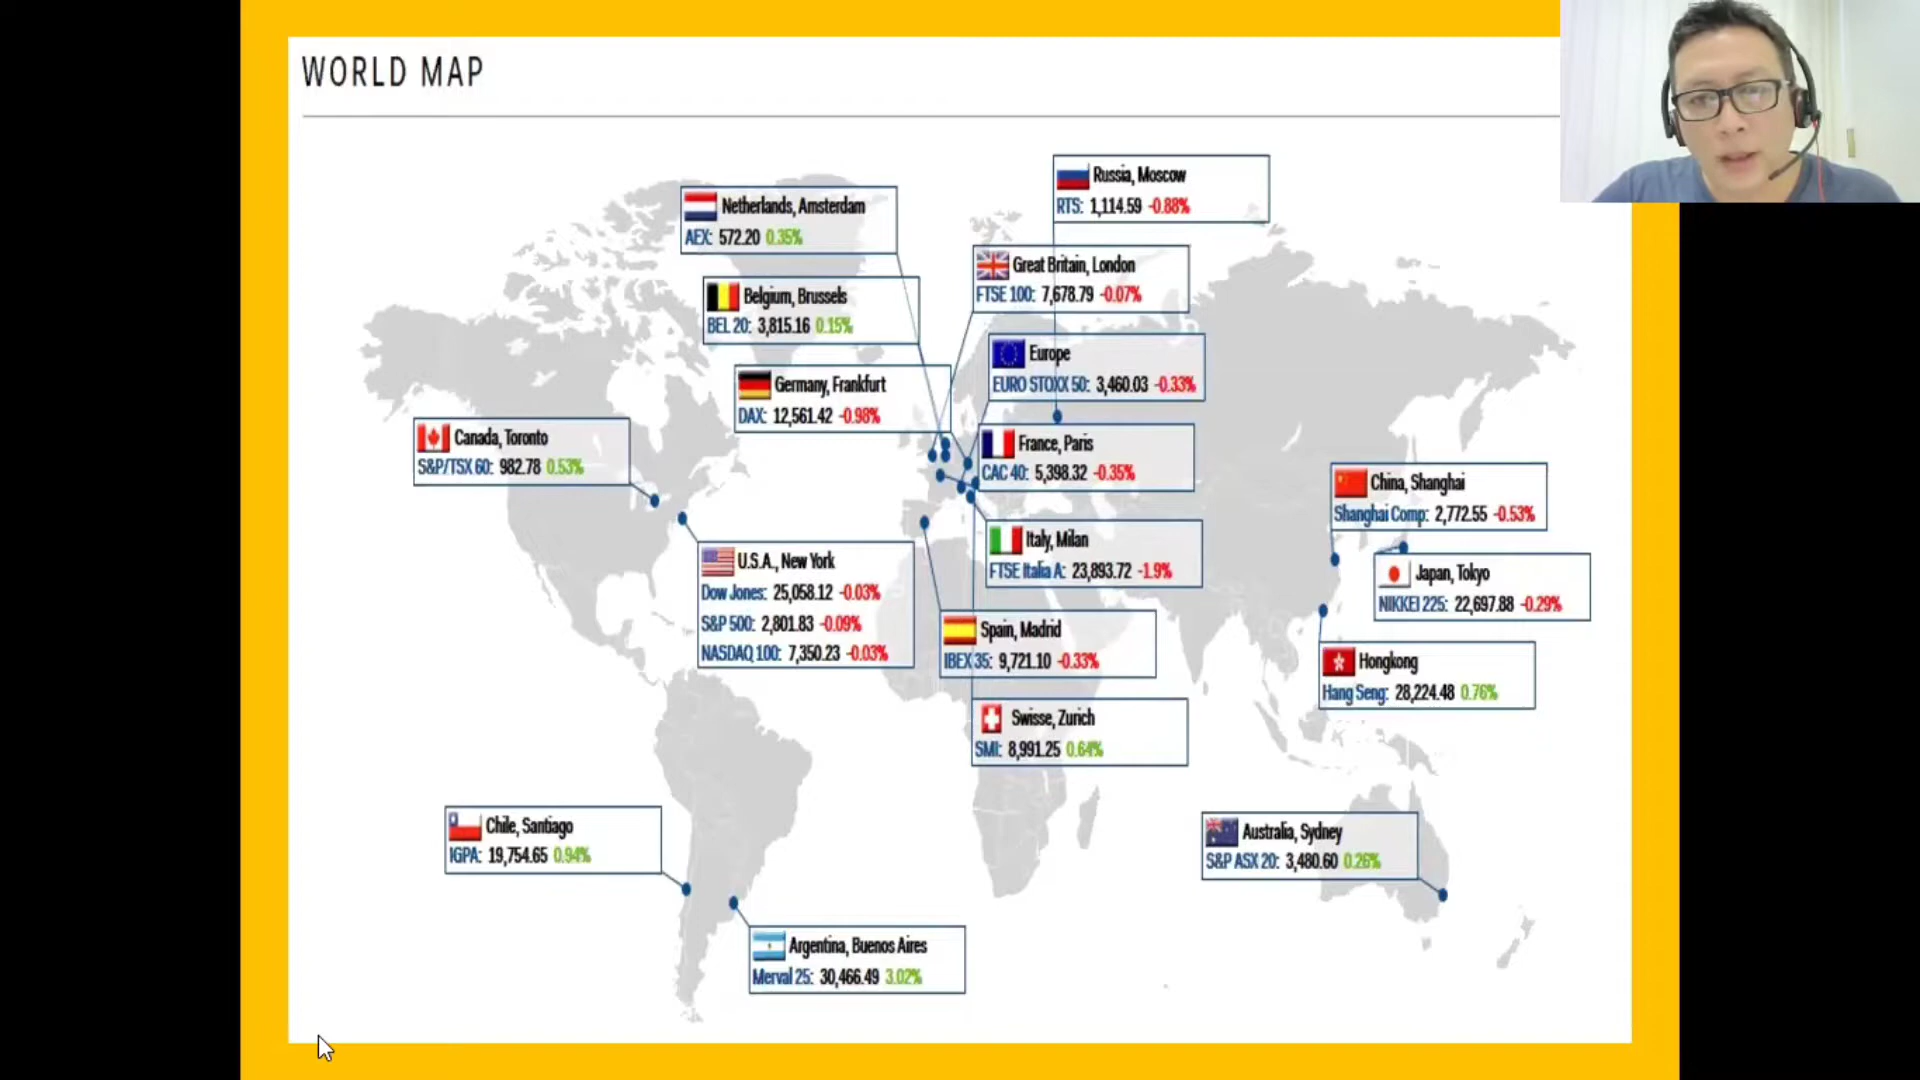 WORLD MAP
Russia, Moscow
RTS: 1,114.59 -0.88%
Netherlands, Amsterdam
AEX: 572.20 0.35%
Great Britain, London
FTSE 100: 7,678.79 -0.07%
Belgium, Brussels
BEL 20: 3,815.16 0.15%
Europe
EURO STOXX 50: 3,460.03 -0.33%
Germany, Frankfurt
DAX: 12,561.42 -0.98%
Canada, Toronto
S&P/TSX 60: 982.78 0.53%
France, Paris
CAC 40: 5,398.32 -0.35%
China, Shanghai
Shanghai Comp: 2,772.55 -0.53%
Italy, Milan
FTSE Italia A: 23,893.72 -1.9%
U.S.A., New York
Dow Jones: 25,058.12 -0.03%
S&P 500: 2,801.83 -0.09%
NASDAQ 100: 7,350.23 -0.03%
Japan, Tokyo
NIKKEI 225: 22,697.88 -0.29%
Spain, Madrid
IBEX 35: 9,721.10 -0.33%
Hongkong
Hang Seng: 28,224.48 0.76%
Swisse, Zurich
SMI: 8,991.25 0.64%
Chile, Santiago
IGPA: 19,754.65 0.94%
Australia, Sydney
S&P ASX 20: 3,480.60 0.26%
Argentina, Buenos Aires
Merval 25: 30,466.49 3.02%